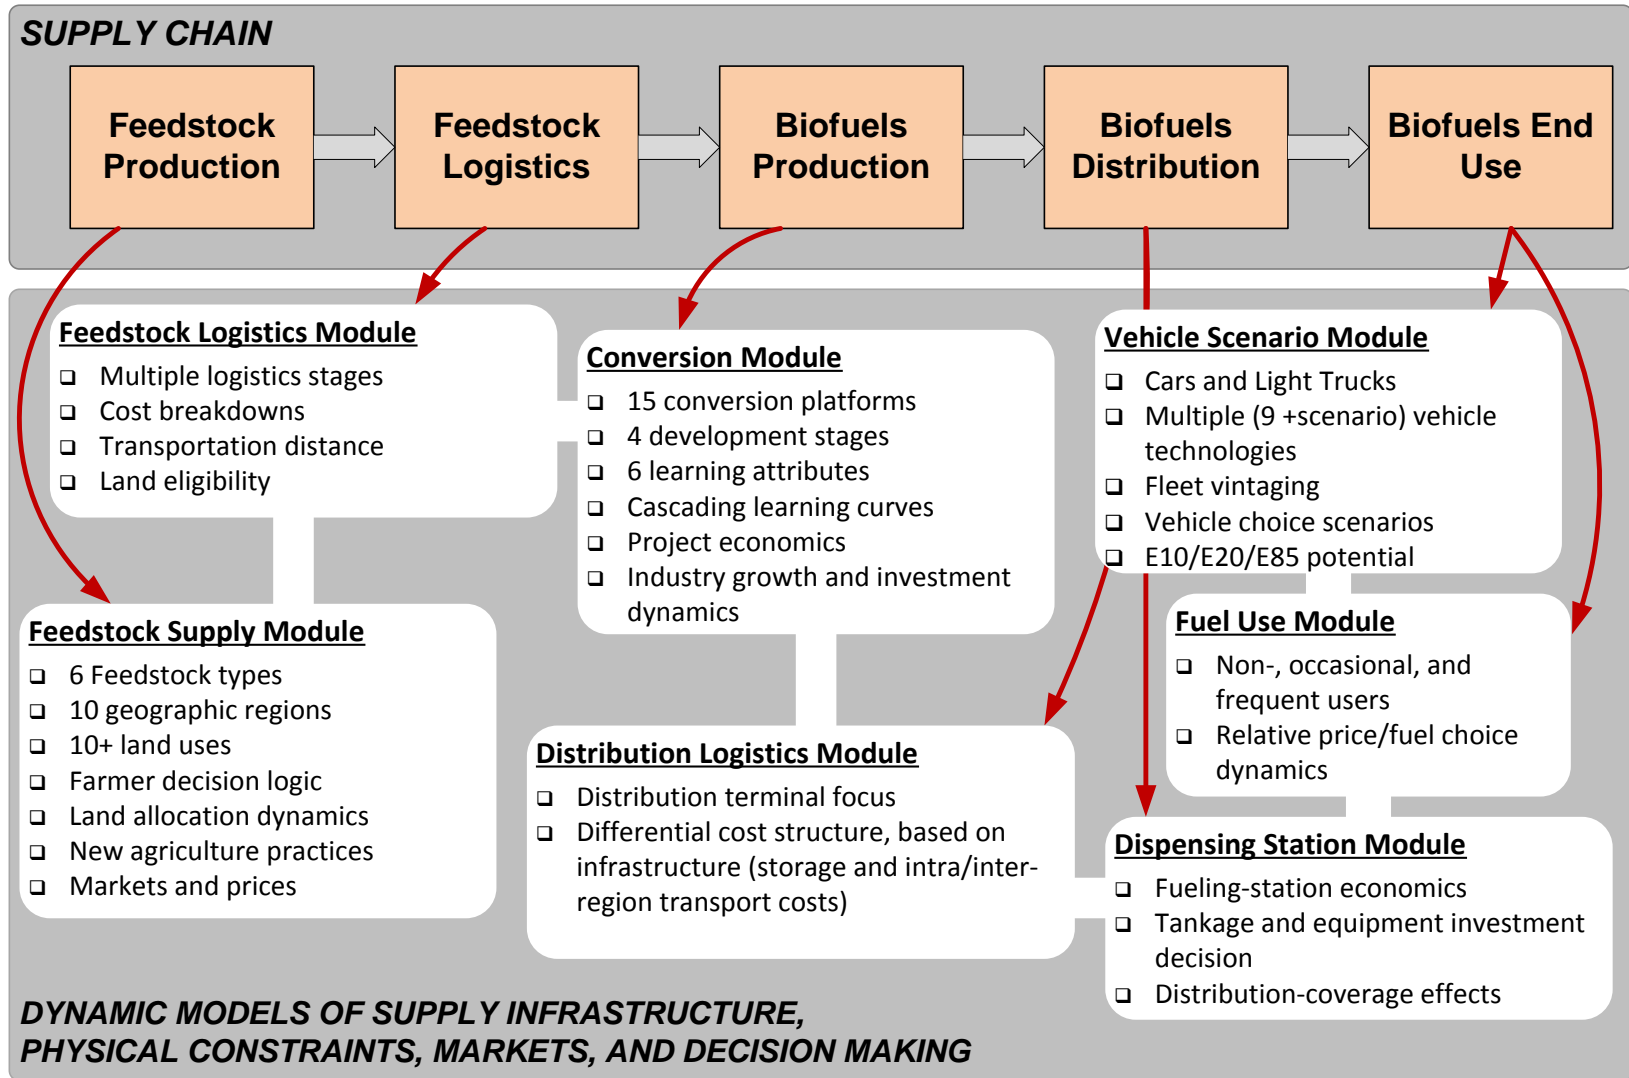 SUPPLY CHAIN
Feedstock
Production
Feedstock
Logistics
Biofuels
Production
Biofuels
Distribution
Biofuels End
Use
Feedstock Logistics Module
Multiple logistics stages
Cost breakdowns
Transportation distance
Land eligibility
Conversion Module
15 conversion platforms
4 development stages
6 learning attributes
Cascading learning curves
Project economics
Industry growth and investment
dynamics
Vehicle Scenario Module
Cars and Light Trucks
Multiple (9 +scenario) vehicle
technologies
Fleet vintaging
Vehicle choice scenarios
E10/E20/E85 potential
Feedstock Supply Module
6 Feedstock types
10 geographic regions
10+ land uses
Farmer decision logic
Land allocation dynamics
New agriculture practices
Markets and prices
Fuel Use Module
Non-, occasional, and
frequent users
Relative price/fuel choice
dynamics
Distribution Logistics Module
Distribution terminal focus
Differential cost structure, based on
infrastructure (storage and intra/inter-
region transport costs)
Dispensing Station Module
Fueling-station economics
Tankage and equipment investment
decision
Distribution-coverage effects
DYNAMIC MODELS OF SUPPLY INFRASTRUCTURE,
PHYSICAL CONSTRAINTS, MARKETS, AND DECISION MAKING